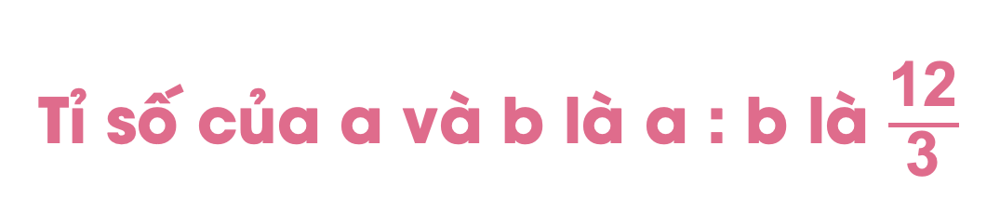 Tỉ số của a và b là a : b là 12/3